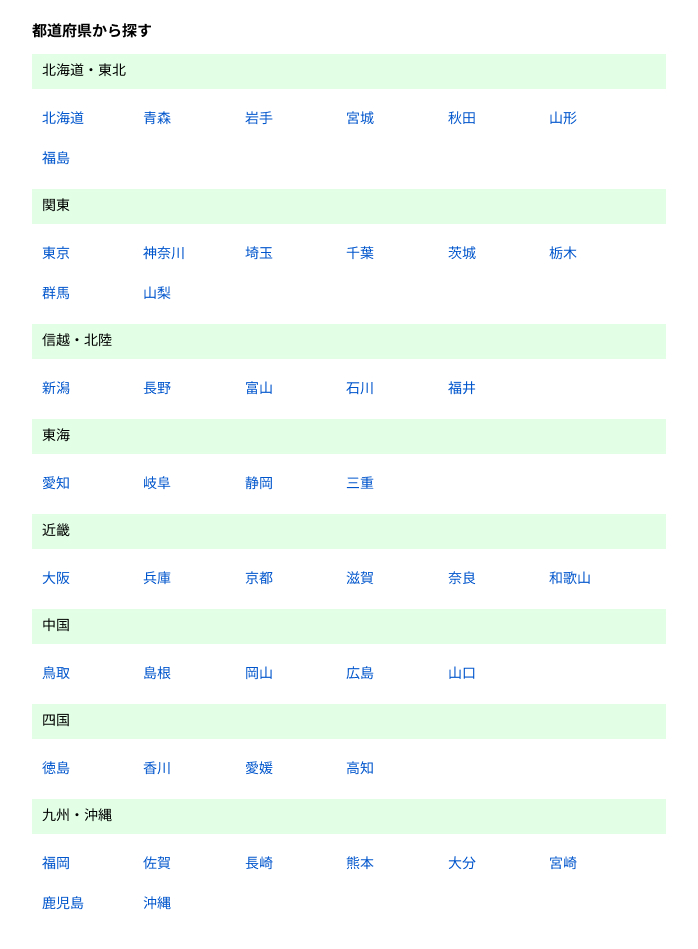 都道府県から探す
北海道・東北
北海道 青森 岩手 宮城 秋田 山形
福島
関東
東京 神奈川 埼玉 千葉 茨城 栃木
群馬 山梨
信越・北陸
新潟 長野 富山 石川 福井
東海
愛知 岐阜 静岡 三重
近畿
大阪 兵庫 京都 滋賀 奈良 和歌山
中国
鳥取 島根 岡山 広島 山口
四国
徳島 香川 愛媛 高知
九州・沖縄
福岡 佐賀 長崎 熊本 大分 宮崎
鹿児島 沖縄